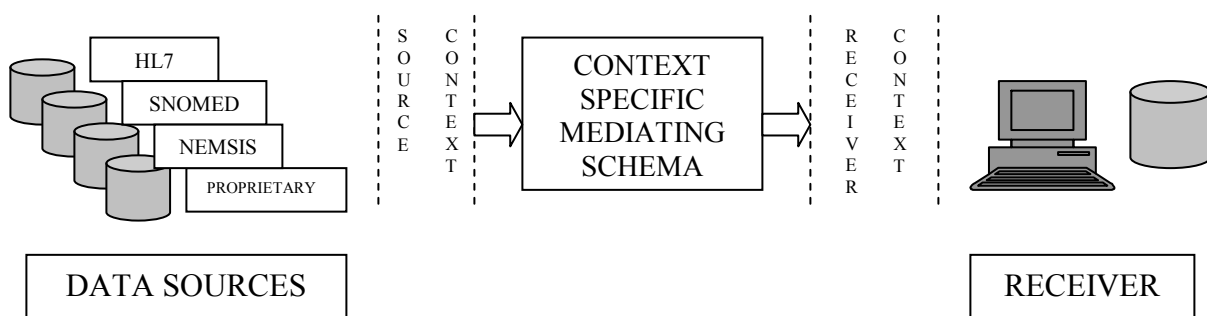 HL7
SNOMED
NEMSIS
PROPRIETARY
DATA SOURCES
SOURCE
CONTEXT
CONTEXT
SPECIFIC
MEDIATING
SCHEMA
RECEIVER
CONTEXT
RECEIVER